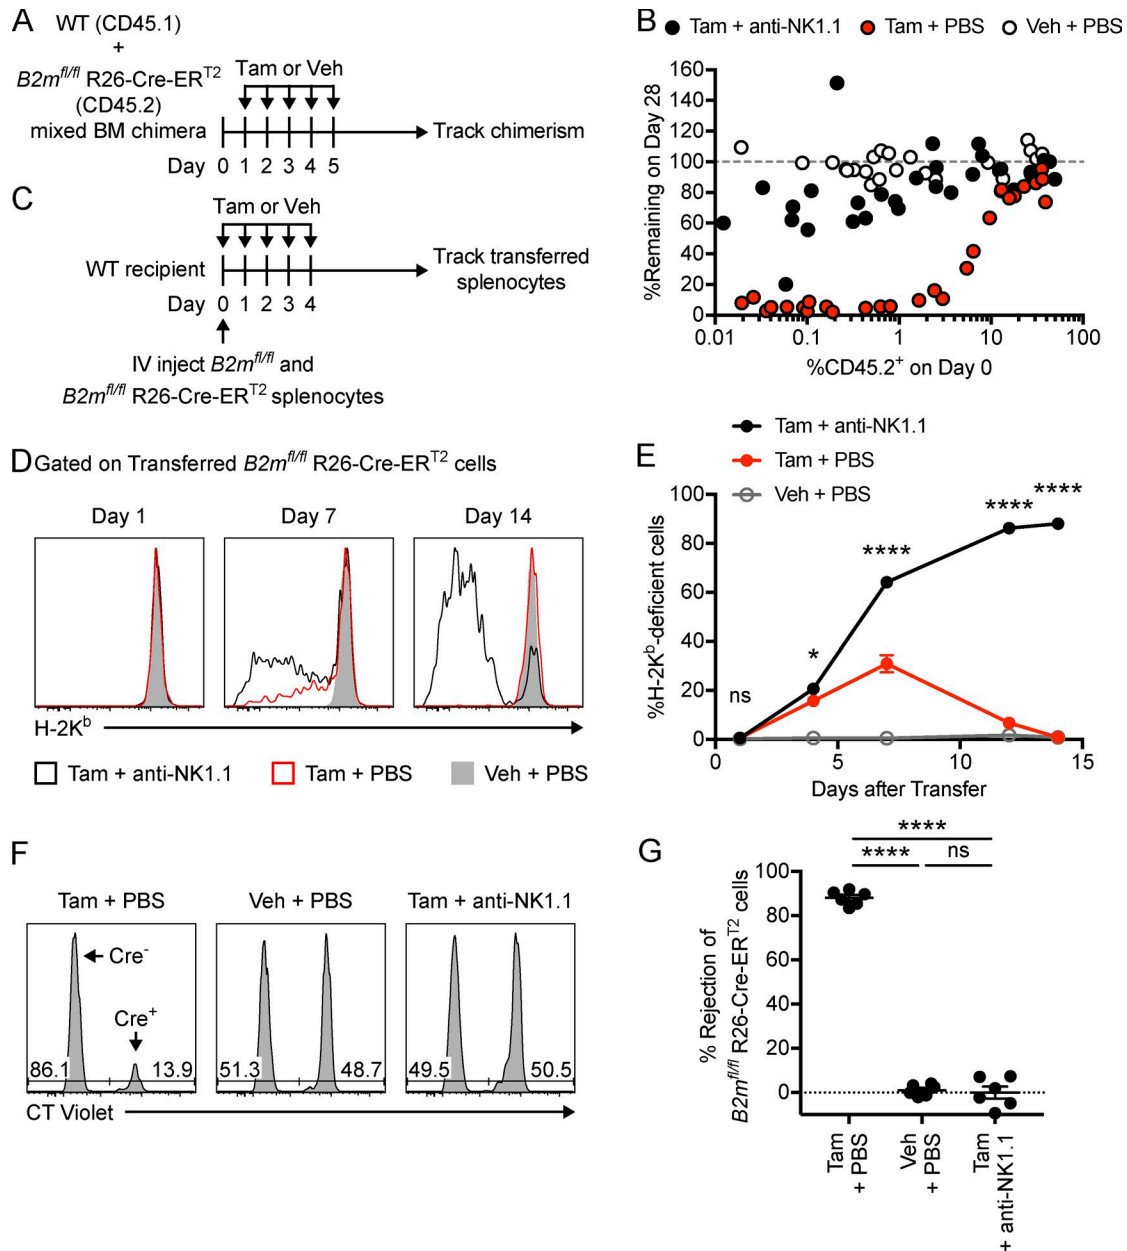 A
WT (CD45.1)
+
B2m^fl/fl R26-Cre-ER^T2
(CD45.2)
mixed BM chimera
Tam or Veh
Track chimerism
Day 0 1 2 3 4 5
B
Tam + anti-NK1.1 Tam + PBS Veh + PBS
%Remaining on Day 28
160
140
120
100
80
60
40
20
0
0.01 0.1 1 10 100
%CD45.2+ on Day 0
C
Tam or Veh
WT recipient
Track transferred
splenocytes
Day 0 1 2 3 4
IV inject B2m^fl/fl and
B2m^fl/fl R26-Cre-ER^T2 splenocytes
D Gated on Transferred B2m^fl/fl R26-Cre-ER^T2 cells
Day 1 Day 7 Day 14
H-2K^b
Tam + anti-NK1.1 Tam + PBS Veh + PBS
E
Tam + anti-NK1.1
Tam + PBS
Veh + PBS
%H-2K^b-deficient cells
100
80
60
40
20
0
ns * **** **** ****
0 5 10 15
Days after Transfer
F
Tam + PBS Veh + PBS Tam + anti-NK1.1
Cre-
Cre+
86.1 13.9 51.3 48.7 49.5 50.5
CT Violet
G
****
**** ns
% Rejection of
B2m^fl/fl R26-Cre-ER^T2 cells
100
80
60
40
20
0
Tam
+ PBS
Veh
+ PBS
Tam
+ anti-NK1.1